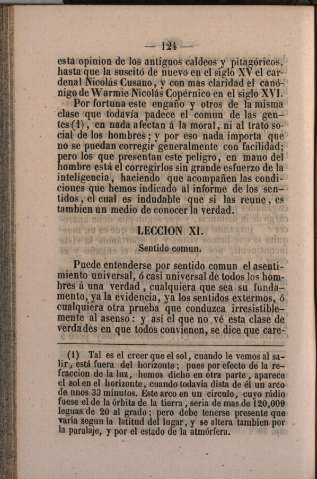 — 124 —
esta opinion de los antiguos caldeos y pitagóricos,
hasta que la suscitó de nuevo en el siglo XV el car-
denal Nicolás Cusano, y con mas claridad el canó-
nigo de Warmie Nicolás Copérnico en el siglo XVI.
Por fortuna este engaño y otros de la misma
clase que todavía padece el comun de las gen-
tes (1), en nada afectan á la moral, ni al trato so-
cial de los hombres; y por eso nada importa que
no se puedan corregir generalmente con facilidad;
pero los que presentan este peligro, en mano del
hombre está el corregirlos sin grande esfuerzo de la
inteligencia, haciendo que acompañen las condi-
ciones que hemos indicado al informe de los sen-
tidos, el cual es indudable que si las reune, es
tambien un medio de conocer la verdad.
LECCION XI.
Sentido comun.
Puede entenderse por sentido comun el asenti-
miento universal, ó casi universal de todos los hom-
bres á una verdad, cualquiera que sea su funda-
mento, ya la evidencia, ya los sentidos externos, ó
cualquiera otra prueba que conduzca irresistible-
mente al asenso: y asi el que no vé esta clase de
verdades en que todos convienen, se dice que care-
(1) Tal es el creer que el sol, cuando le vemos al sa-
lir, está fuera del horizonte; pues por efecto de la re-
fraccion de la luz, hemos dicho en otra parte, aparece
el sol en el horizonte, cuando todavía dista de él un arco
de unos 33 minutos. Este arco en un círculo, cuyo rádio
fuese el de la órbita de la tierra, seria de mas de 120,000
leguas de 20 al grado; pero debe tenerse presente que
varía segun la latitud del lugar, y se altera tambien por
la paralaje, y por el estado de la atmósfera.